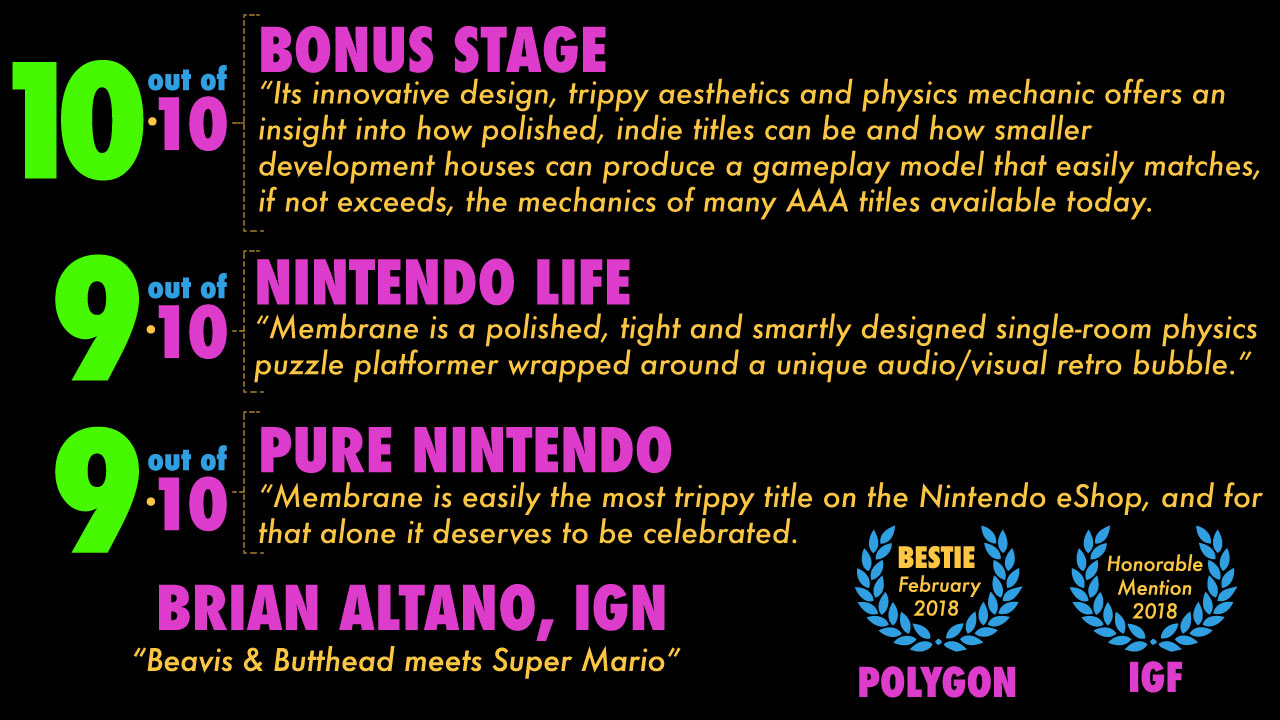 10 out of 10
BONUS STAGE
“Its innovative design, trippy aesthetics and physics mechanic offers an
insight into how polished, indie titles can be and how smaller
development houses can produce a gameplay model that easily matches,
if not exceeds, the mechanics of many AAA titles available today.
9 out of 10
NINTENDO LIFE
“Membrane is a polished, tight and smartly designed single-room physics
puzzle platformer wrapped around a unique audio/visual retro bubble.”
9 out of 10
PURE NINTENDO
“Membrane is easily the most trippy title on the Nintendo eShop, and for
that alone it deserves to be celebrated.
BRIAN ALTANO, IGN
“Beavis & Butthead meets Super Mario”
BESTIE
February
2018
POLYGON
Honorable
Mention
2018
IGF